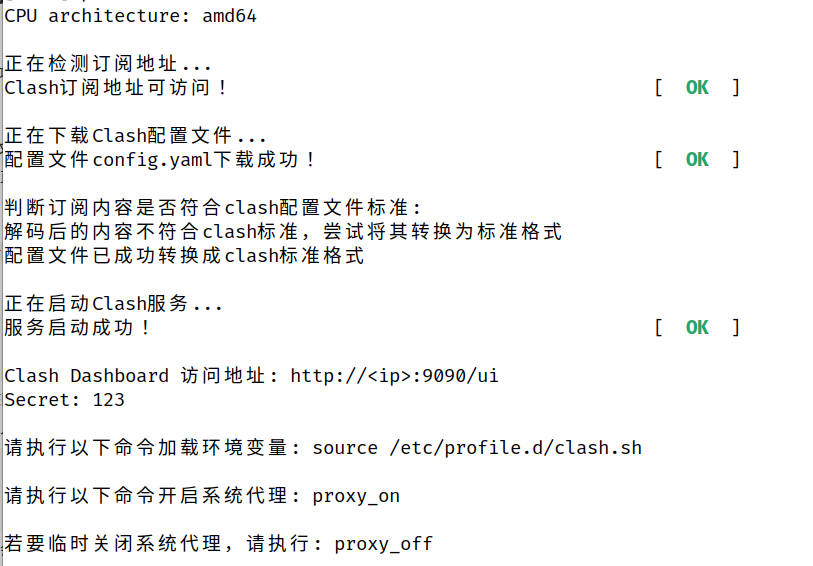 CPU architecture: amd64
正在检测订阅地址...
Clash订阅地址可访问！ [ OK ]
正在下载Clash配置文件...
配置文件config.yaml下载成功！ [ OK ]
判断订阅内容是否符合clash配置文件标准:
解码后的内容不符合clash标准，尝试将其转换为标准格式
配置文件已成功转换成clash标准格式
正在启动Clash服务...
服务启动成功！ [ OK ]
Clash Dashboard 访问地址: http://<ip>:9090/ui
Secret: 123
请执行以下命令加载环境变量: source /etc/profile.d/clash.sh
请执行以下命令开启系统代理: proxy_on
若要临时关闭系统代理，请执行: proxy_off